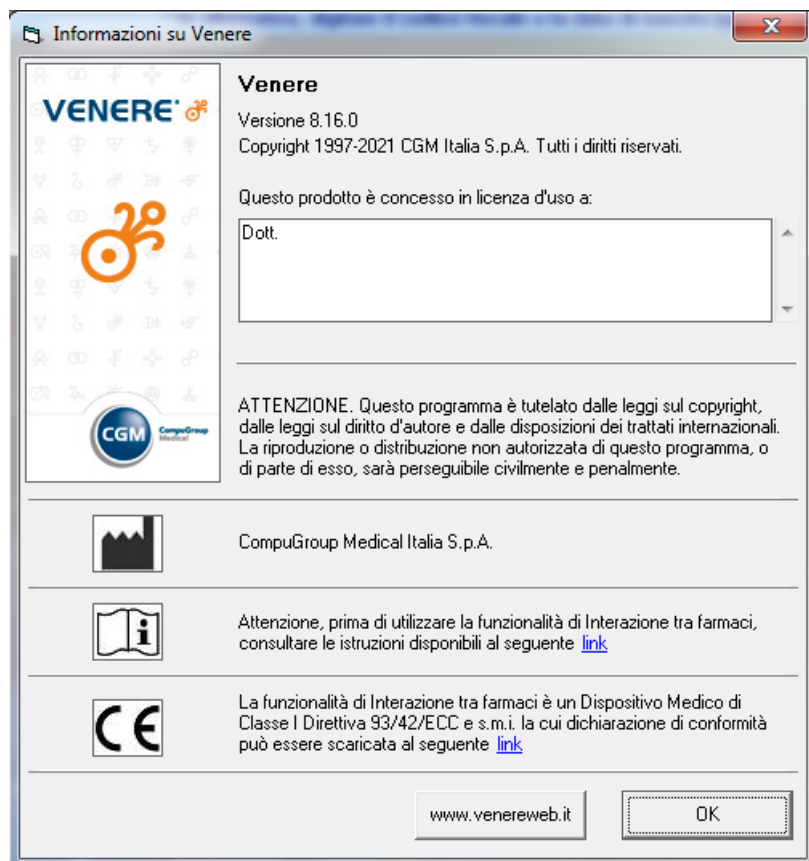 Informazioni su Venere
VENERE
Venere
Versione 8.16.0
Copyright 1997-2021 CGM Italia S.p.A. Tutti i diritti riservati.
Questo prodotto è concesso in licenza d'uso a:
Dott.
ATTENZIONE. Questo programma è tutelato dalle leggi sul copyright,
dalle leggi sul diritto d'autore e dalle disposizioni dei trattati internazionali.
La riproduzione o distribuzione non autorizzata di questo programma, o
di parte di esso, sarà perseguibile civilmente e penalmente.
CGM CompuGroup
Medical
CompuGroup Medical Italia S.p.A.
i
Attenzione, prima di utilizzare la funzionalità di Interazione tra farmaci,
consultare le istruzioni disponibili al seguente link
CE
La funzionalità di Interazione tra farmaci è un Dispositivo Medico di
Classe I Direttiva 93/42/ECC e s.m.i. la cui dichiarazione di conformità
può essere scaricata al seguente link
www.venereweb.it
OK